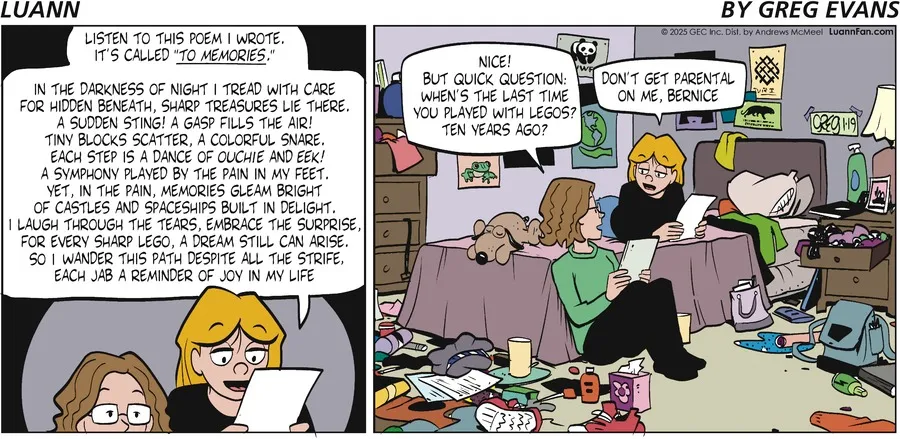 LUANN
BY GREG EVANS
LISTEN TO THIS POEM I WROTE.
IT'S CALLED "TO MEMORIES."
IN THE DARKNESS OF NIGHT I TREAD WITH CARE
FOR HIDDEN BENEATH, SHARP TREASURES LIE THERE.
A SUDDEN STING! A GASP FILLS THE AIR!
TINY BLOCKS SCATTER, A COLORFUL SNARE.
EACH STEP IS A DANCE OF OUCHIE AND EEK!
A SYMPHONY PLAYED BY THE PAIN IN MY FEET.
YET, IN THE PAIN, MEMORIES GLEAM BRIGHT
OF CASTLES AND SPACESHIPS BUILT IN DELIGHT.
I LAUGH THROUGH THE TEARS, EMBRACE THE SURPRISE,
FOR EVERY SHARP LEGO, A DREAM STILL CAN ARISE.
SO I WANDER THIS PATH DESPITE ALL THE STRIFE,
EACH JAB A REMINDER OF JOY IN MY LIFE
© 2025 GEC Inc. Dist. by Andrews McMeel LuannFan.com
NICE!
BUT QUICK QUESTION:
WHEN'S THE LAST TIME
YOU PLAYED WITH LEGOS?
TEN YEARS AGO?
DON'T GET PARENTAL
ON ME, BERNICE
GREG 1·19